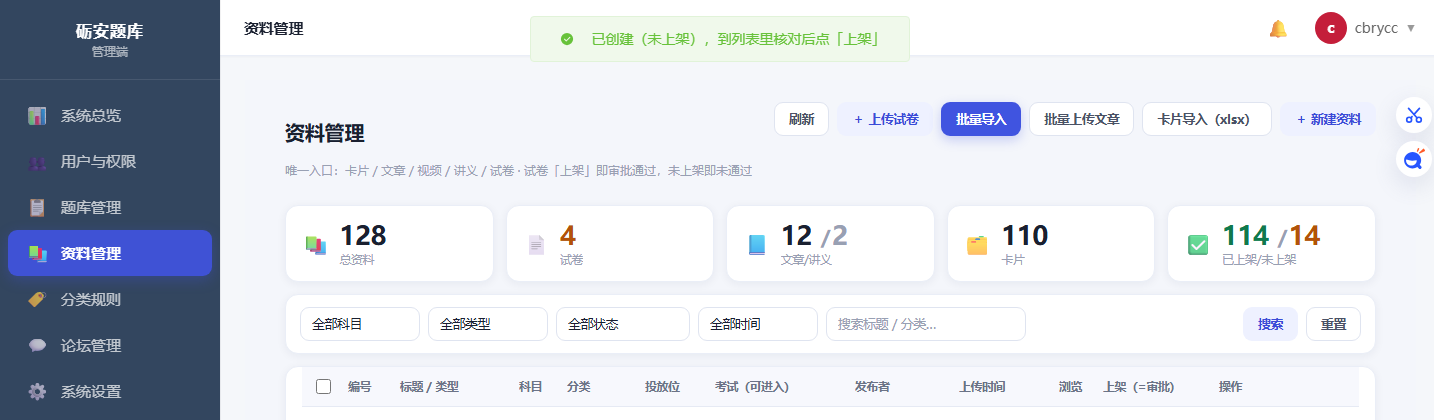 砺安题库
管理端
系统总览
用户与权限
题库管理
资料管理
分类规则
论坛管理
系统设置
资料管理
已创建（未上架），到列表里核对后点「上架」
c
cbrycc
资料管理
刷新
+ 上传试卷
批量导入
批量上传文章
卡片导入（xlsx）
+ 新建资料
唯一入口：卡片 / 文章 / 视频 / 讲义 / 试卷 · 试卷「上架」即审批通过，未上架即未通过
128
总资料
4
试卷
12 /2
文章/讲义
110
卡片
114 /14
已上架/未上架
全部科目
全部类型
全部状态
全部时间
搜索标题 / 分类...
搜索
重置
编号 标题 / 类型 科目 分类 投放位 考试（可进入） 发布者 上传时间 浏览 上架（=审批） 操作